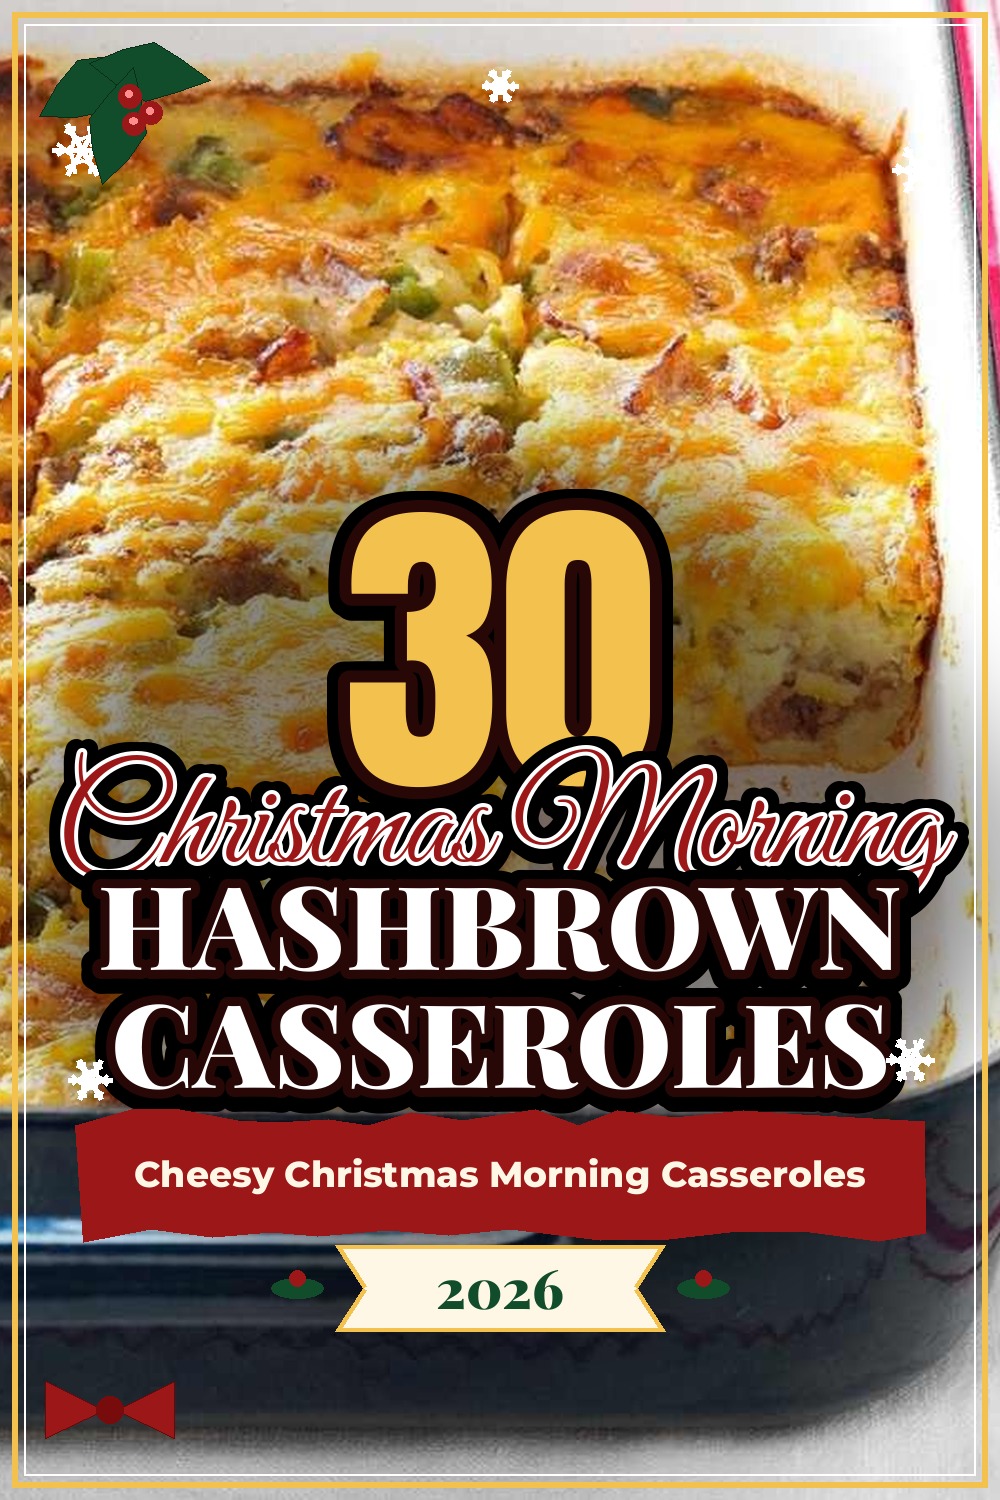 30
Christmas Morning
HASHBROWN
CASSEROLES
Cheesy Christmas Morning Casseroles
2026